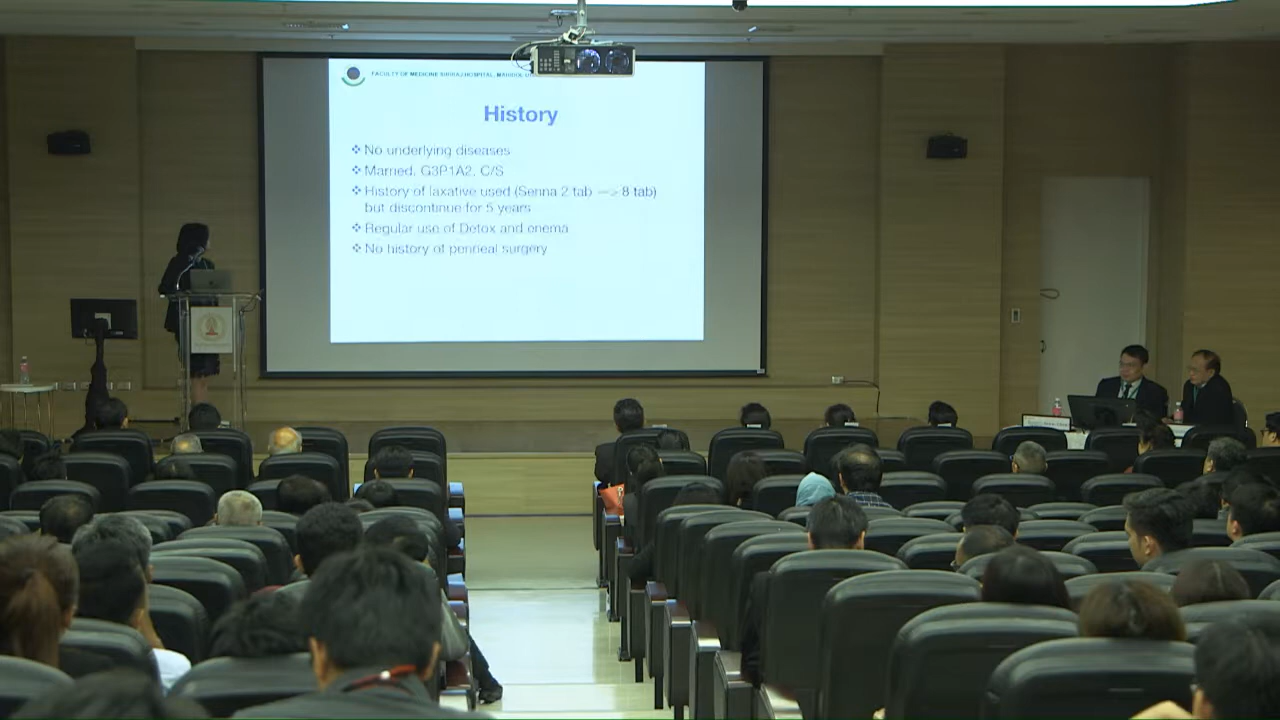 FACULTY OF MEDICINE SIRIRAJ HOSPITAL, MAHIDOL
History
❖ No underlying diseases
❖ Married, G3P1A2, C/S
❖ History of laxative used (Senna 2 tab —> 8 tab)
but discontinue for 5 years
❖ Regular use of Detox and enema
❖ No history of perineal surgery